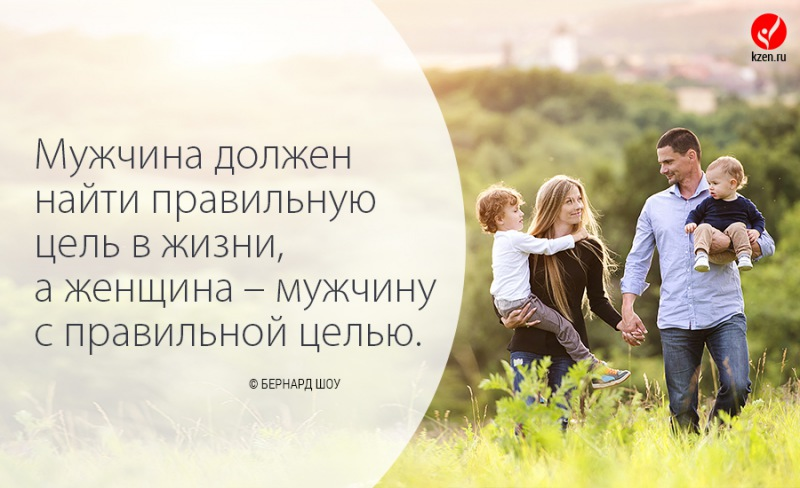 kzen.ru
Мужчина должен
найти правильную
цель в жизни,
а женщина – мужчину
с правильной целью.
© БЕРНАРД ШОУ